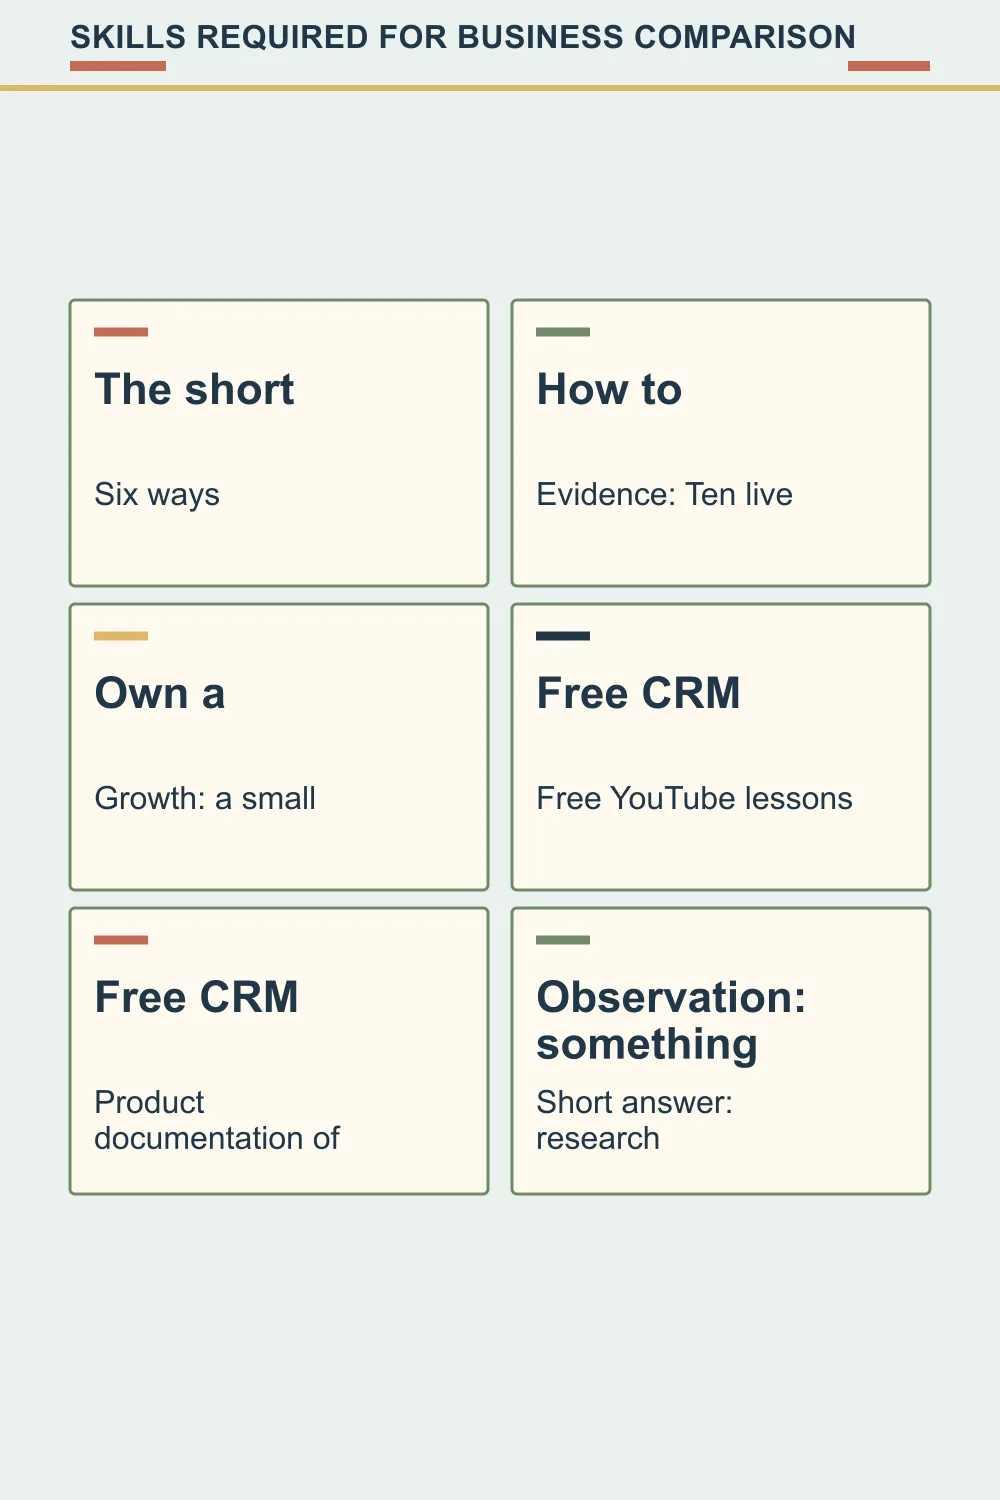 SKILLS REQUIRED FOR BUSINESS COMPARISON
The short
Six ways
How to
Evidence: Ten live
Own a
Growth: a small
Free CRM
Free YouTube lessons
Free CRM
Product
documentation of
Observation:
something
Short answer:
research